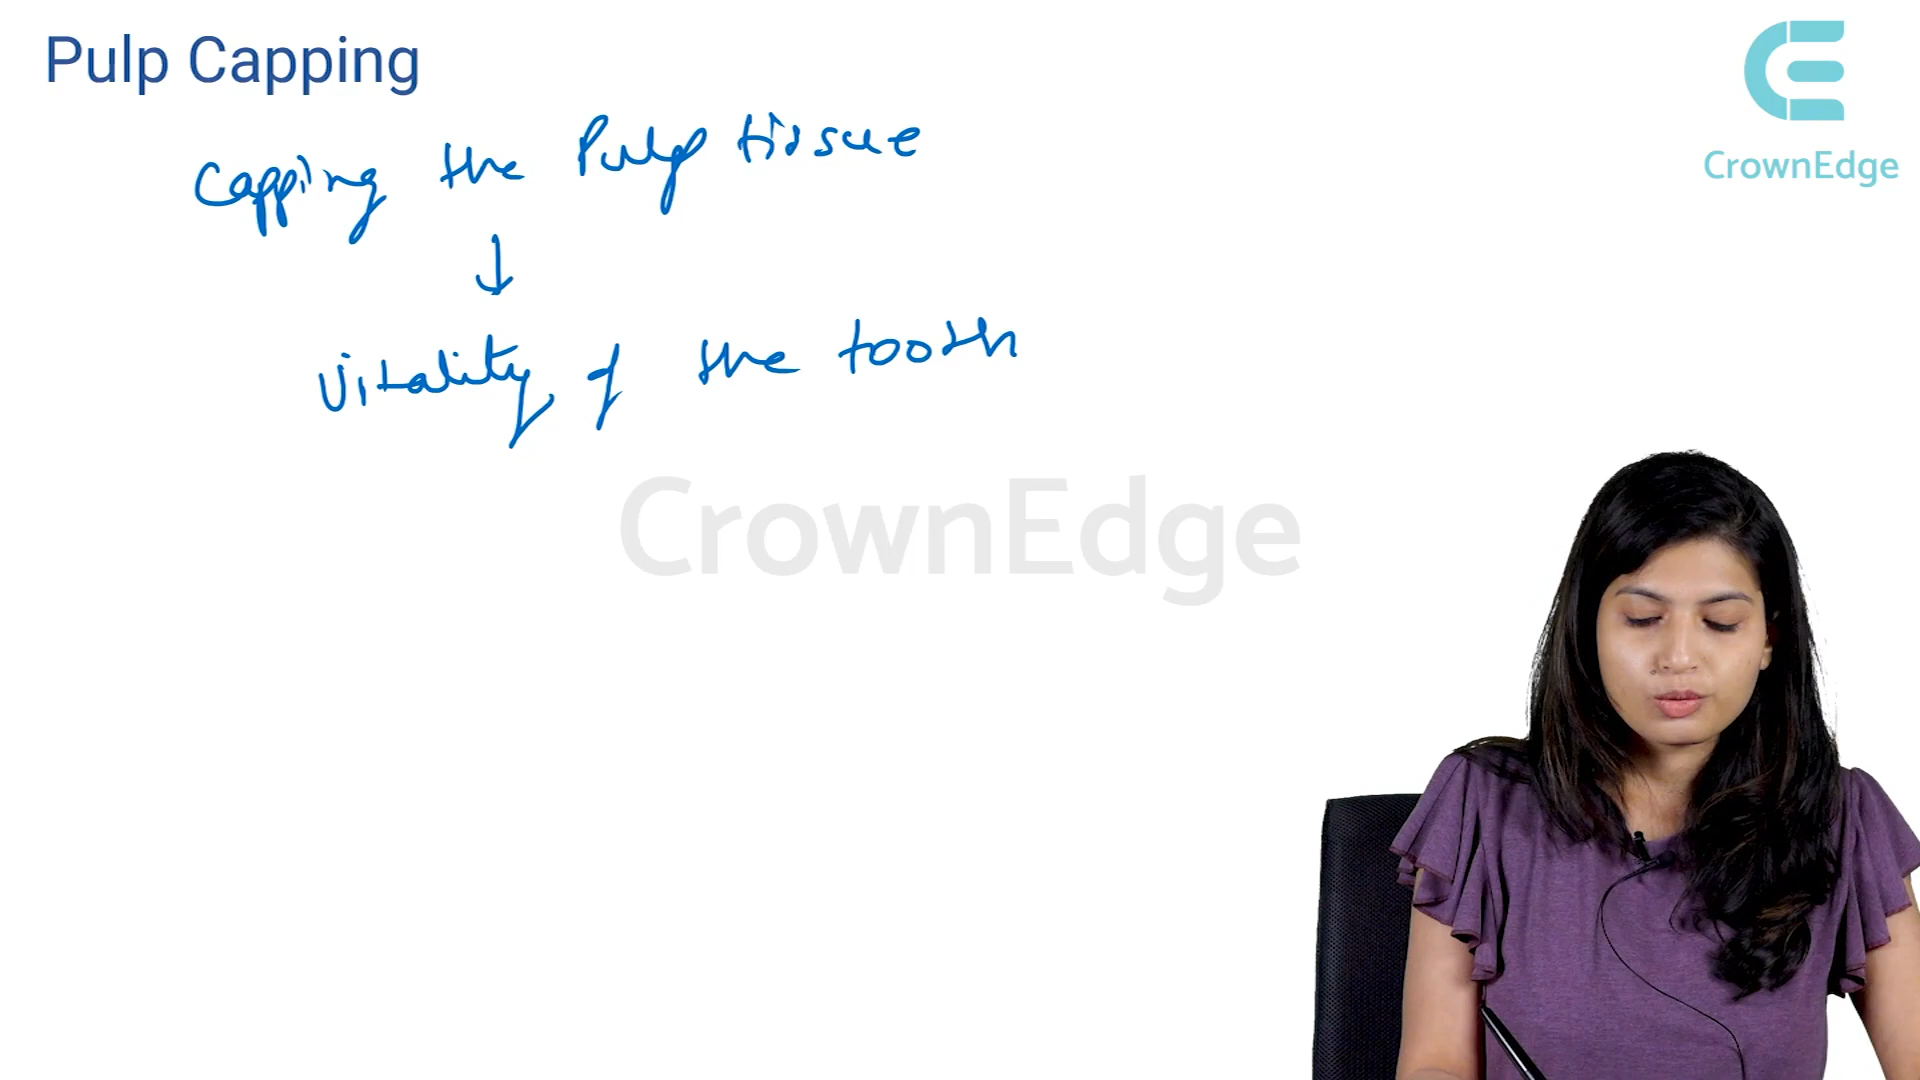 Pulp Capping
CrownEdge
Capping the Pulp tissue
↓
Vitality of the tooth
CrownEdge